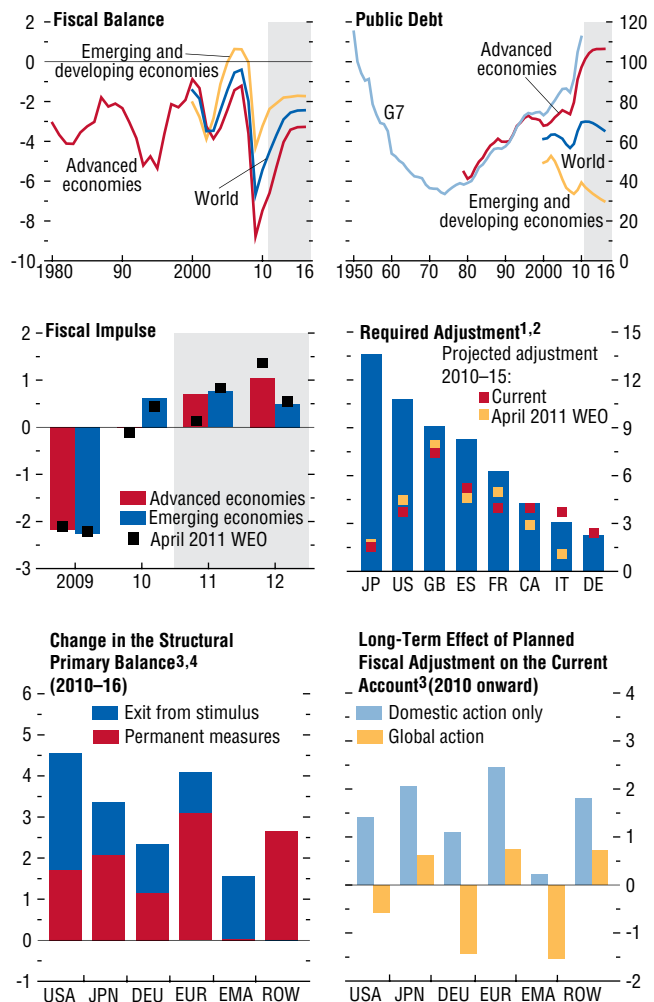 Fiscal Balance
2
0
-2
-4
-6
-8
-10
Emerging and
developing economies
Advanced
economies
World
1980
90
2000
10
16
Public Debt
120
100
80
60
40
20
0
Advanced
economies
G7
World
Emerging and
developing economies
1950
60
70
80
90
2000
10
16
Fiscal Impulse
2
1
0
-1
-2
-3
Advanced economies
Emerging economies
April 2011 WEO
2009
10
11
12
Required Adjustment1,2
Projected adjustment
2010–15:
Current
April 2011 WEO
15
12
9
6
3
0
JP US GB ES FR CA IT DE
Change in the Structural
Primary Balance3,4
(2010–16)
6
5
4
3
2
1
0
-1
Exit from stimulus
Permanent measures
USA JPN DEU EUR EMA ROW
Long-Term Effect of Planned
Fiscal Adjustment on the Current
Account3 (2010 onward)
4
3
2
1
0
-1
-2
Domestic action only
Global action
USA JPN DEU EUR EMA ROW